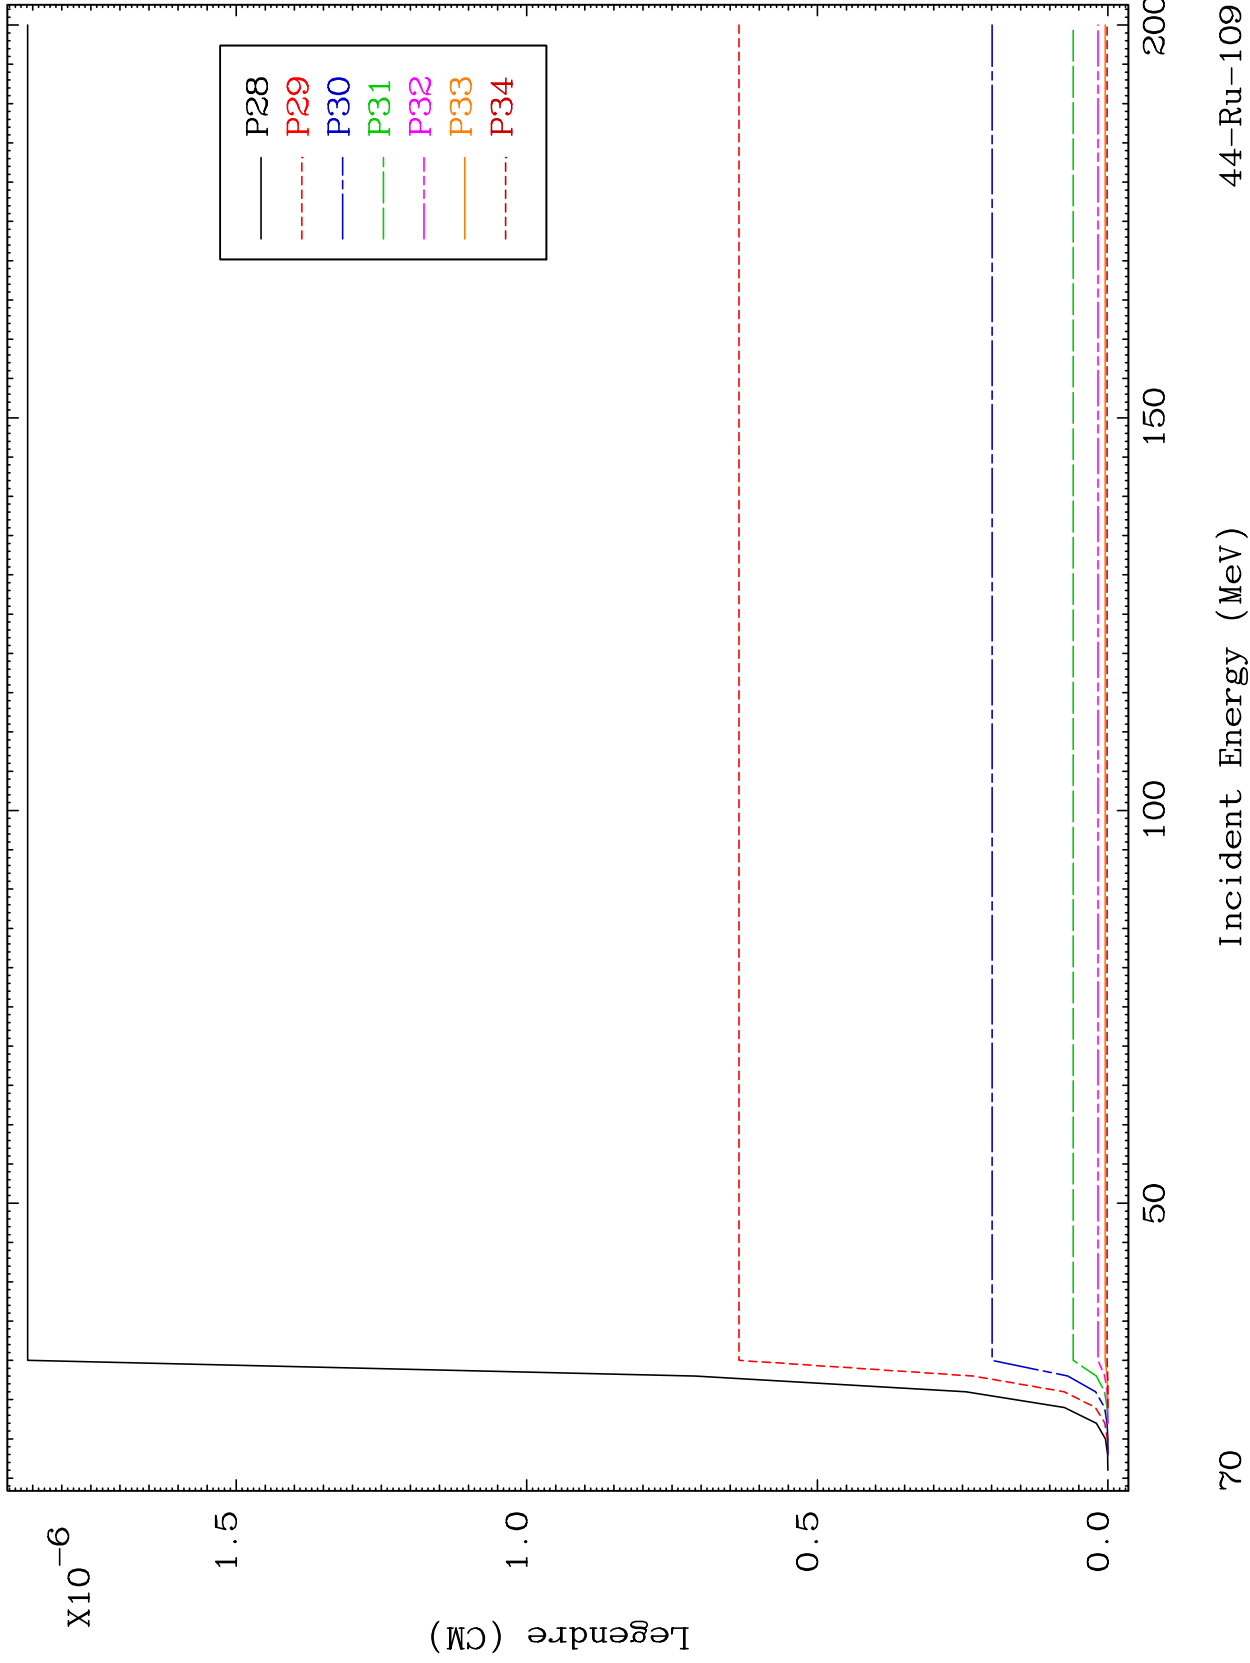 X10-6
1.5
1.0
0.5
0.0
Legendre (CM)
P28
P29
P30
P31
P32
P33
P34
50
100
150
200
Incident Energy (MeV)
70
44-Ru-109